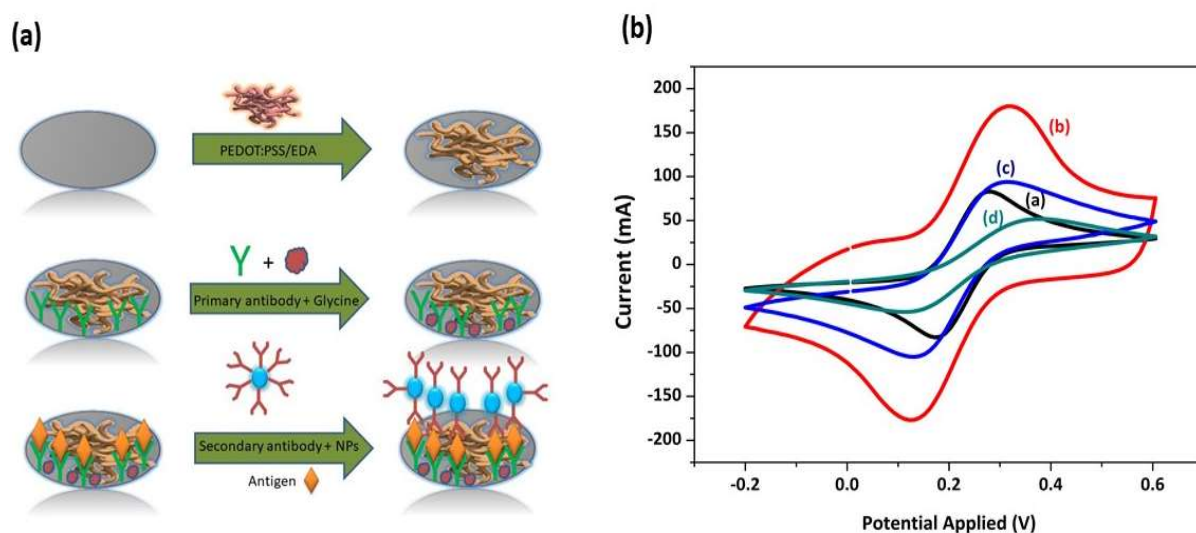 (a)
PEDOT:PSS/EDA
Y + 
Primary antibody + Glycine
Secondary antibody + NPs
Antigen
(b)
200
150
100
50
0
-50
-100
-150
-200
Current (mA)
(b)
(c)
(a)
(d)
-0.2
0.0
0.2
0.4
0.6
Potential Applied (V)